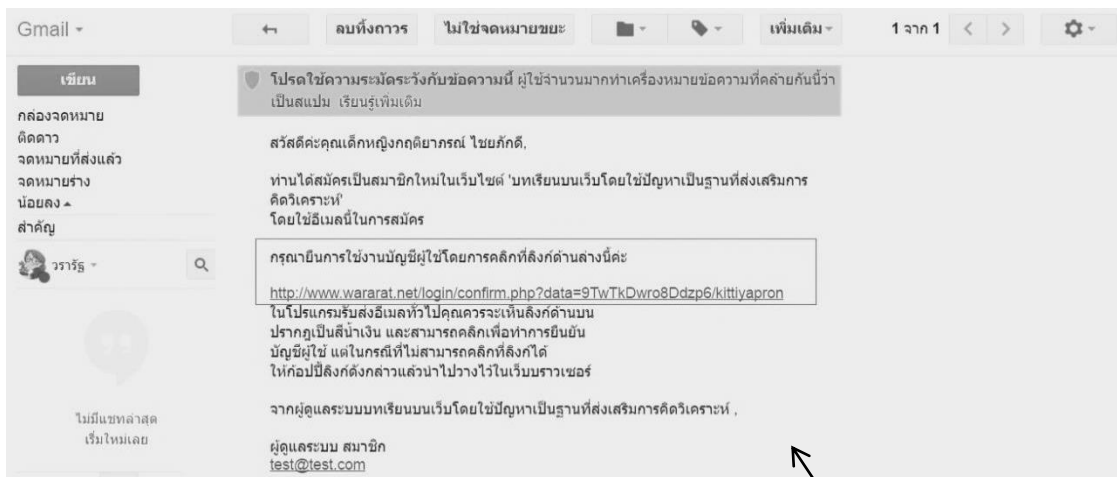 Gmail
ลบทิ้งถาวร ไม่ใช่จดหมายขยะ เพิ่มเติม 1 จาก 1
เขียน
กล่องจดหมาย
ติดดาว
จดหมายที่ส่งแล้ว
จดหมายร่าง
น้อยลง
สำคัญ
วรารัฐ
ไม่มีแชทล่าสุด
เริ่มใหม่เลย
โปรดใช้ความระมัดระวังกับข้อความนี้ ผู้ใช้จำนวนมากทำเครื่องหมายข้อความที่คล้ายกันนี้ว่า
เป็นสแปม เรียนรู้เพิ่มเติม
สวัสดีค่ะคุณเด็กหญิงกฤติยาภรณ์ ไชยภักดี,
ท่านได้สมัครเป็นสมาชิกใหม่ในเว็บไซต์ 'บทเรียนบนเว็บโดยใช้ปัญหาเป็นฐานที่ส่งเสริมการ
คิดวิเคราะห์'
โดยใช้อีเมลนี้ในการสมัคร
กรุณายืนการใช้งานบัญชีผู้ใช้โดยการคลิกที่ลิงก์ด้านล่างนี้ค่ะ
http://www.wararat.net/login/confirm.php?data=9TwTkDwro8Ddzp6/kittiyapron
ในโปรแกรมรับส่งอีเมลทั่วไปคุณควรจะเห็นลิงก์ด้านบน
ปรากฏเป็นสีน้ำเงิน และสามารถคลิกเพื่อทำการยืนยัน
บัญชีผู้ใช้ แต่ในกรณีที่ไม่สามารถคลิกที่ลิงก์ได้
ให้ก๋อปปี้ลิงก์ดังกล่าวแล้วนำไปวางไว้ในเว็บบราวเซอร์
จากผู้ดูแลระบบบทเรียนบนเว็บโดยใช้ปัญหาเป็นฐานที่ส่งเสริมการคิดวิเคราะห์ ,
ผู้ดูแลระบบ สมาชิก
test@test.com